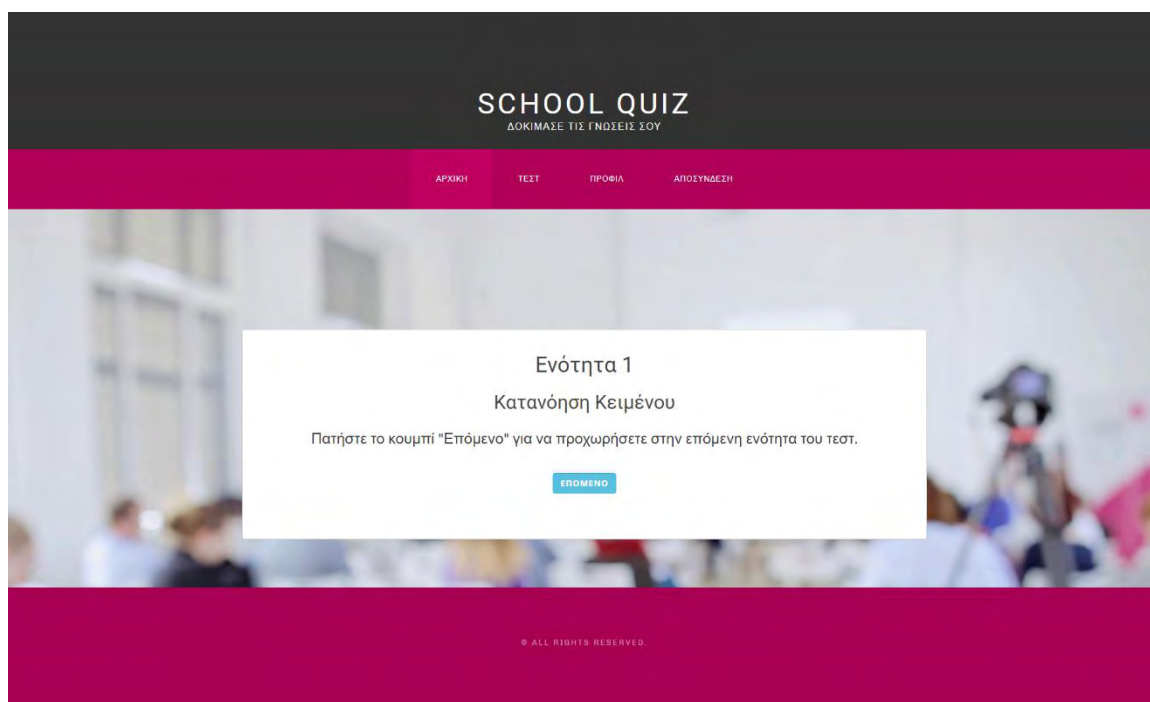 SCHOOL QUIZ
ΔΟΚΙΜΑΣΕ ΤΙΣ ΓΝΩΣΕΙΣ ΣΟΥ
ΑΡΧΙΚΗ ΤΕΣΤ ΠΡΟΦΙΛ ΑΠΟΣΥΝΔΕΣΗ
Ενότητα 1
Κατανόηση Κειμένου
Πατήστε το κουμπί "Επόμενο" για να προχωρήσετε στην επόμενη ενότητα του τεστ.
ΕΠΟΜΕΝΟ
© ALL RIGHTS RESERVED.